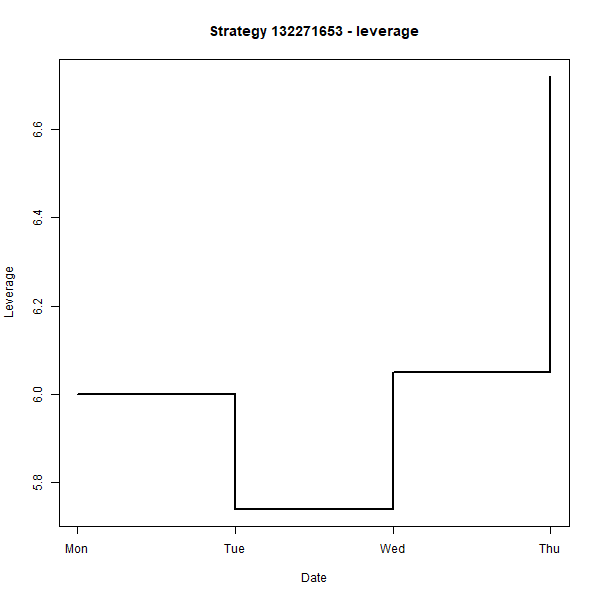 Strategy 132271653 - leverage
Leverage
6.6
6.4
6.2
6.0
5.8
Mon Tue Wed Thu
Date